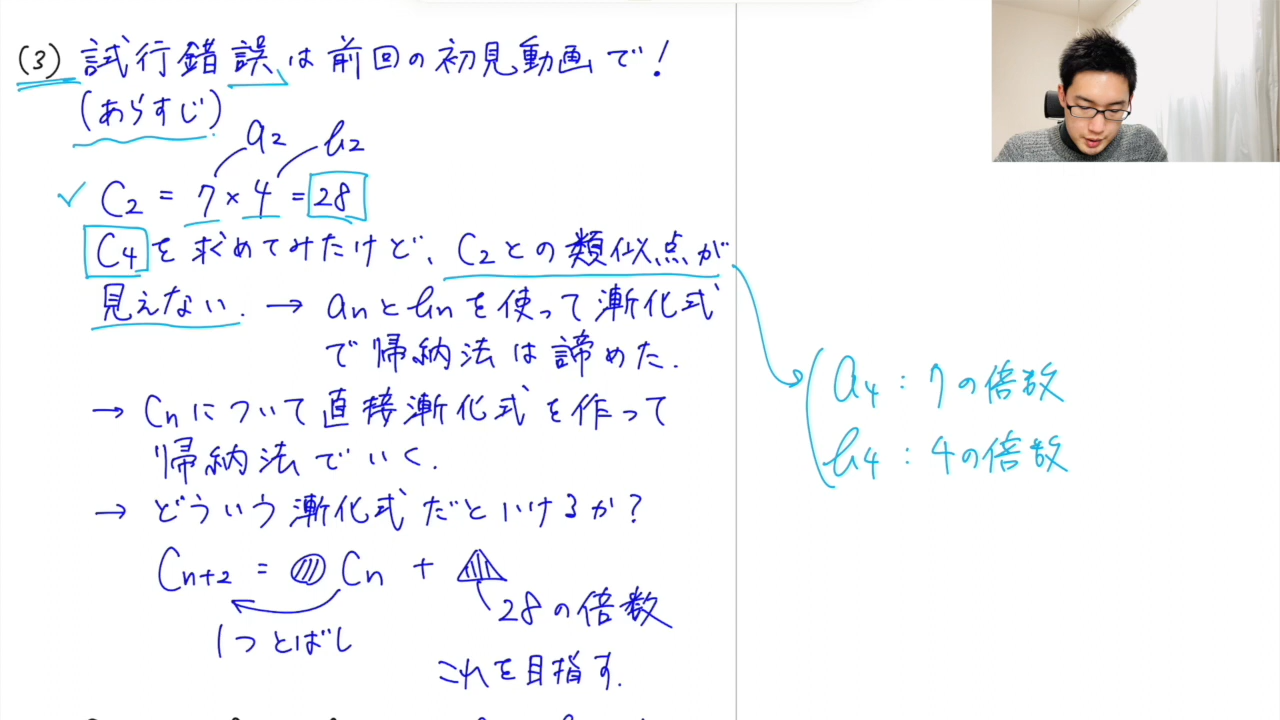 (3) 試行錯誤は前回の初見動画で!
(あらすじ)
a2 b2
C2 = 7 × 4 = 28
C4を求めてみたけど、C2との類似点が
見えない. → anとbnを使って漸化式
で帰納法は諦めた.
a4 : 7の倍数
b4 : 4の倍数
→ Cnについて直接漸化式を作って
帰納法でいく.
→ どういう漸化式だといけるか?
Cn+2 = Cn +
28の倍数
1つとばし
これを目指す.